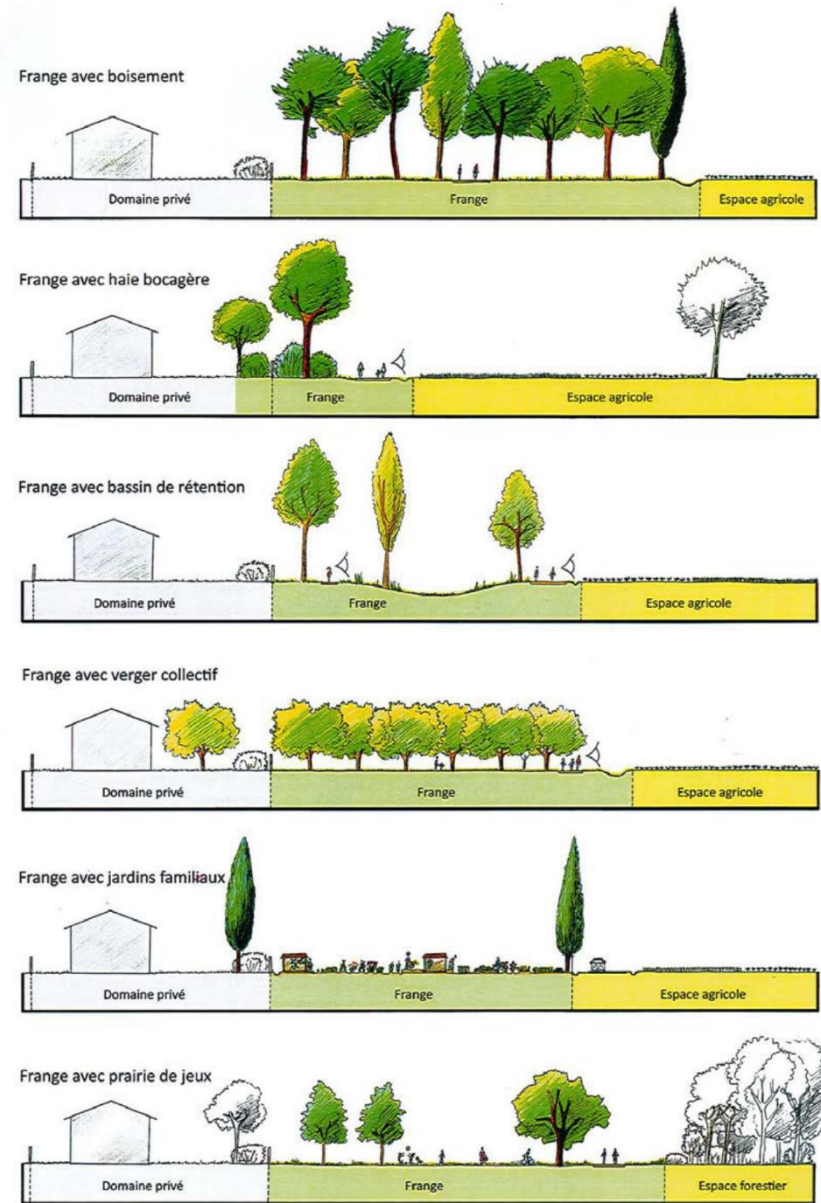 Frange avec boisement
Domaine privé
Frange
Espace agricole
Frange avec haie bocagère
Domaine privé
Frange
Espace agricole
Frange avec bassin de rétention
Domaine privé
Frange
Espace agricole
Frange avec verger collectif
Domaine privé
Frange
Espace agricole
Frange avec jardins familiaux
Domaine privé
Frange
Espace agricole
Frange avec prairie de jeux
Domaine privé
Frange
Espace forestier